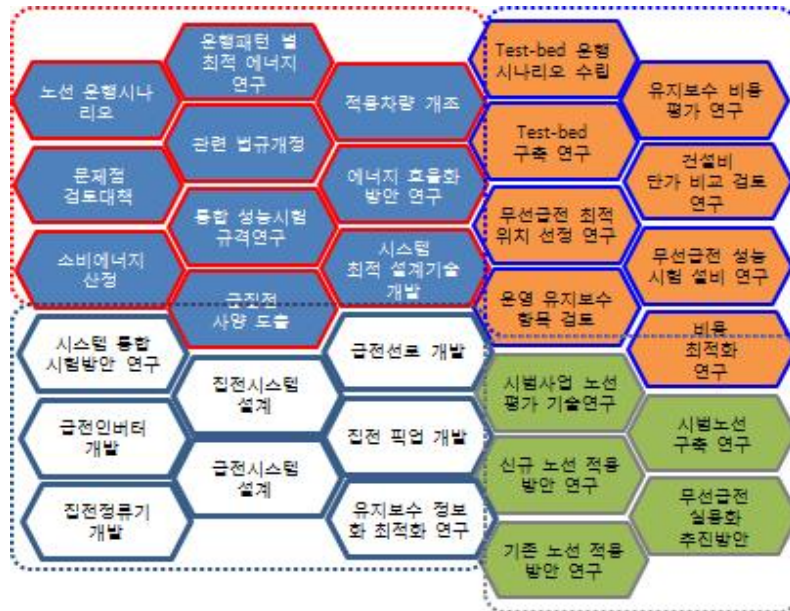 노선 운행시나
리오
문제점
검토대책
소비에너지
산정
운행패턴 별
최적 에너지
연구
관련 법규개정
통합 성능시험
규격연구
급집전
사양 도출
적용차량 개조
에너지 효율화
방안 연구
시스템
최적 설계기술
개발
Test-bed 운행
시나리오 수립
Test-bed
구축 연구
무선급전 최적
위치 선정 연구
운영 유지보수
항목 검토
유지보수 비용
평가 연구
건설비
단가 비교 검토
연구
무선급전 성능
시험 설비 연구
비용
최적화
연구
시스템 통합
시험방안 연구
급전인버터
개발
집전정류기
개발
집전시스템
설계
급전시스템
설계
급전선로 개발
집전 픽업 개발
유지보수 정보
화 최적화 연구
시범사업 노선
평가 기술연구
신규 노선 적용
방안 연구
기존 노선 적용
방안 연구
시범노선
구축 연구
무선급전
실용화
추진방안